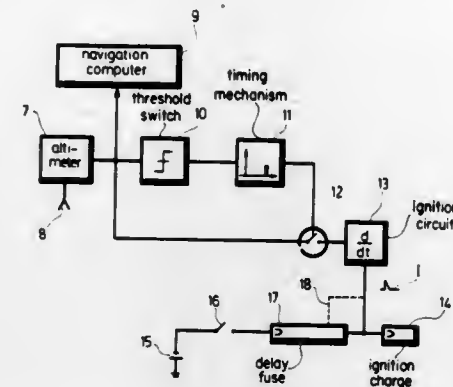 9
navigation
computer
timing
mechanism
threshold
switch
10
11
7
alti-
meter
8
12
13
d
dt
ignition
circuit
I
18
14
16
17
15
delay
fuse
ignition
charge